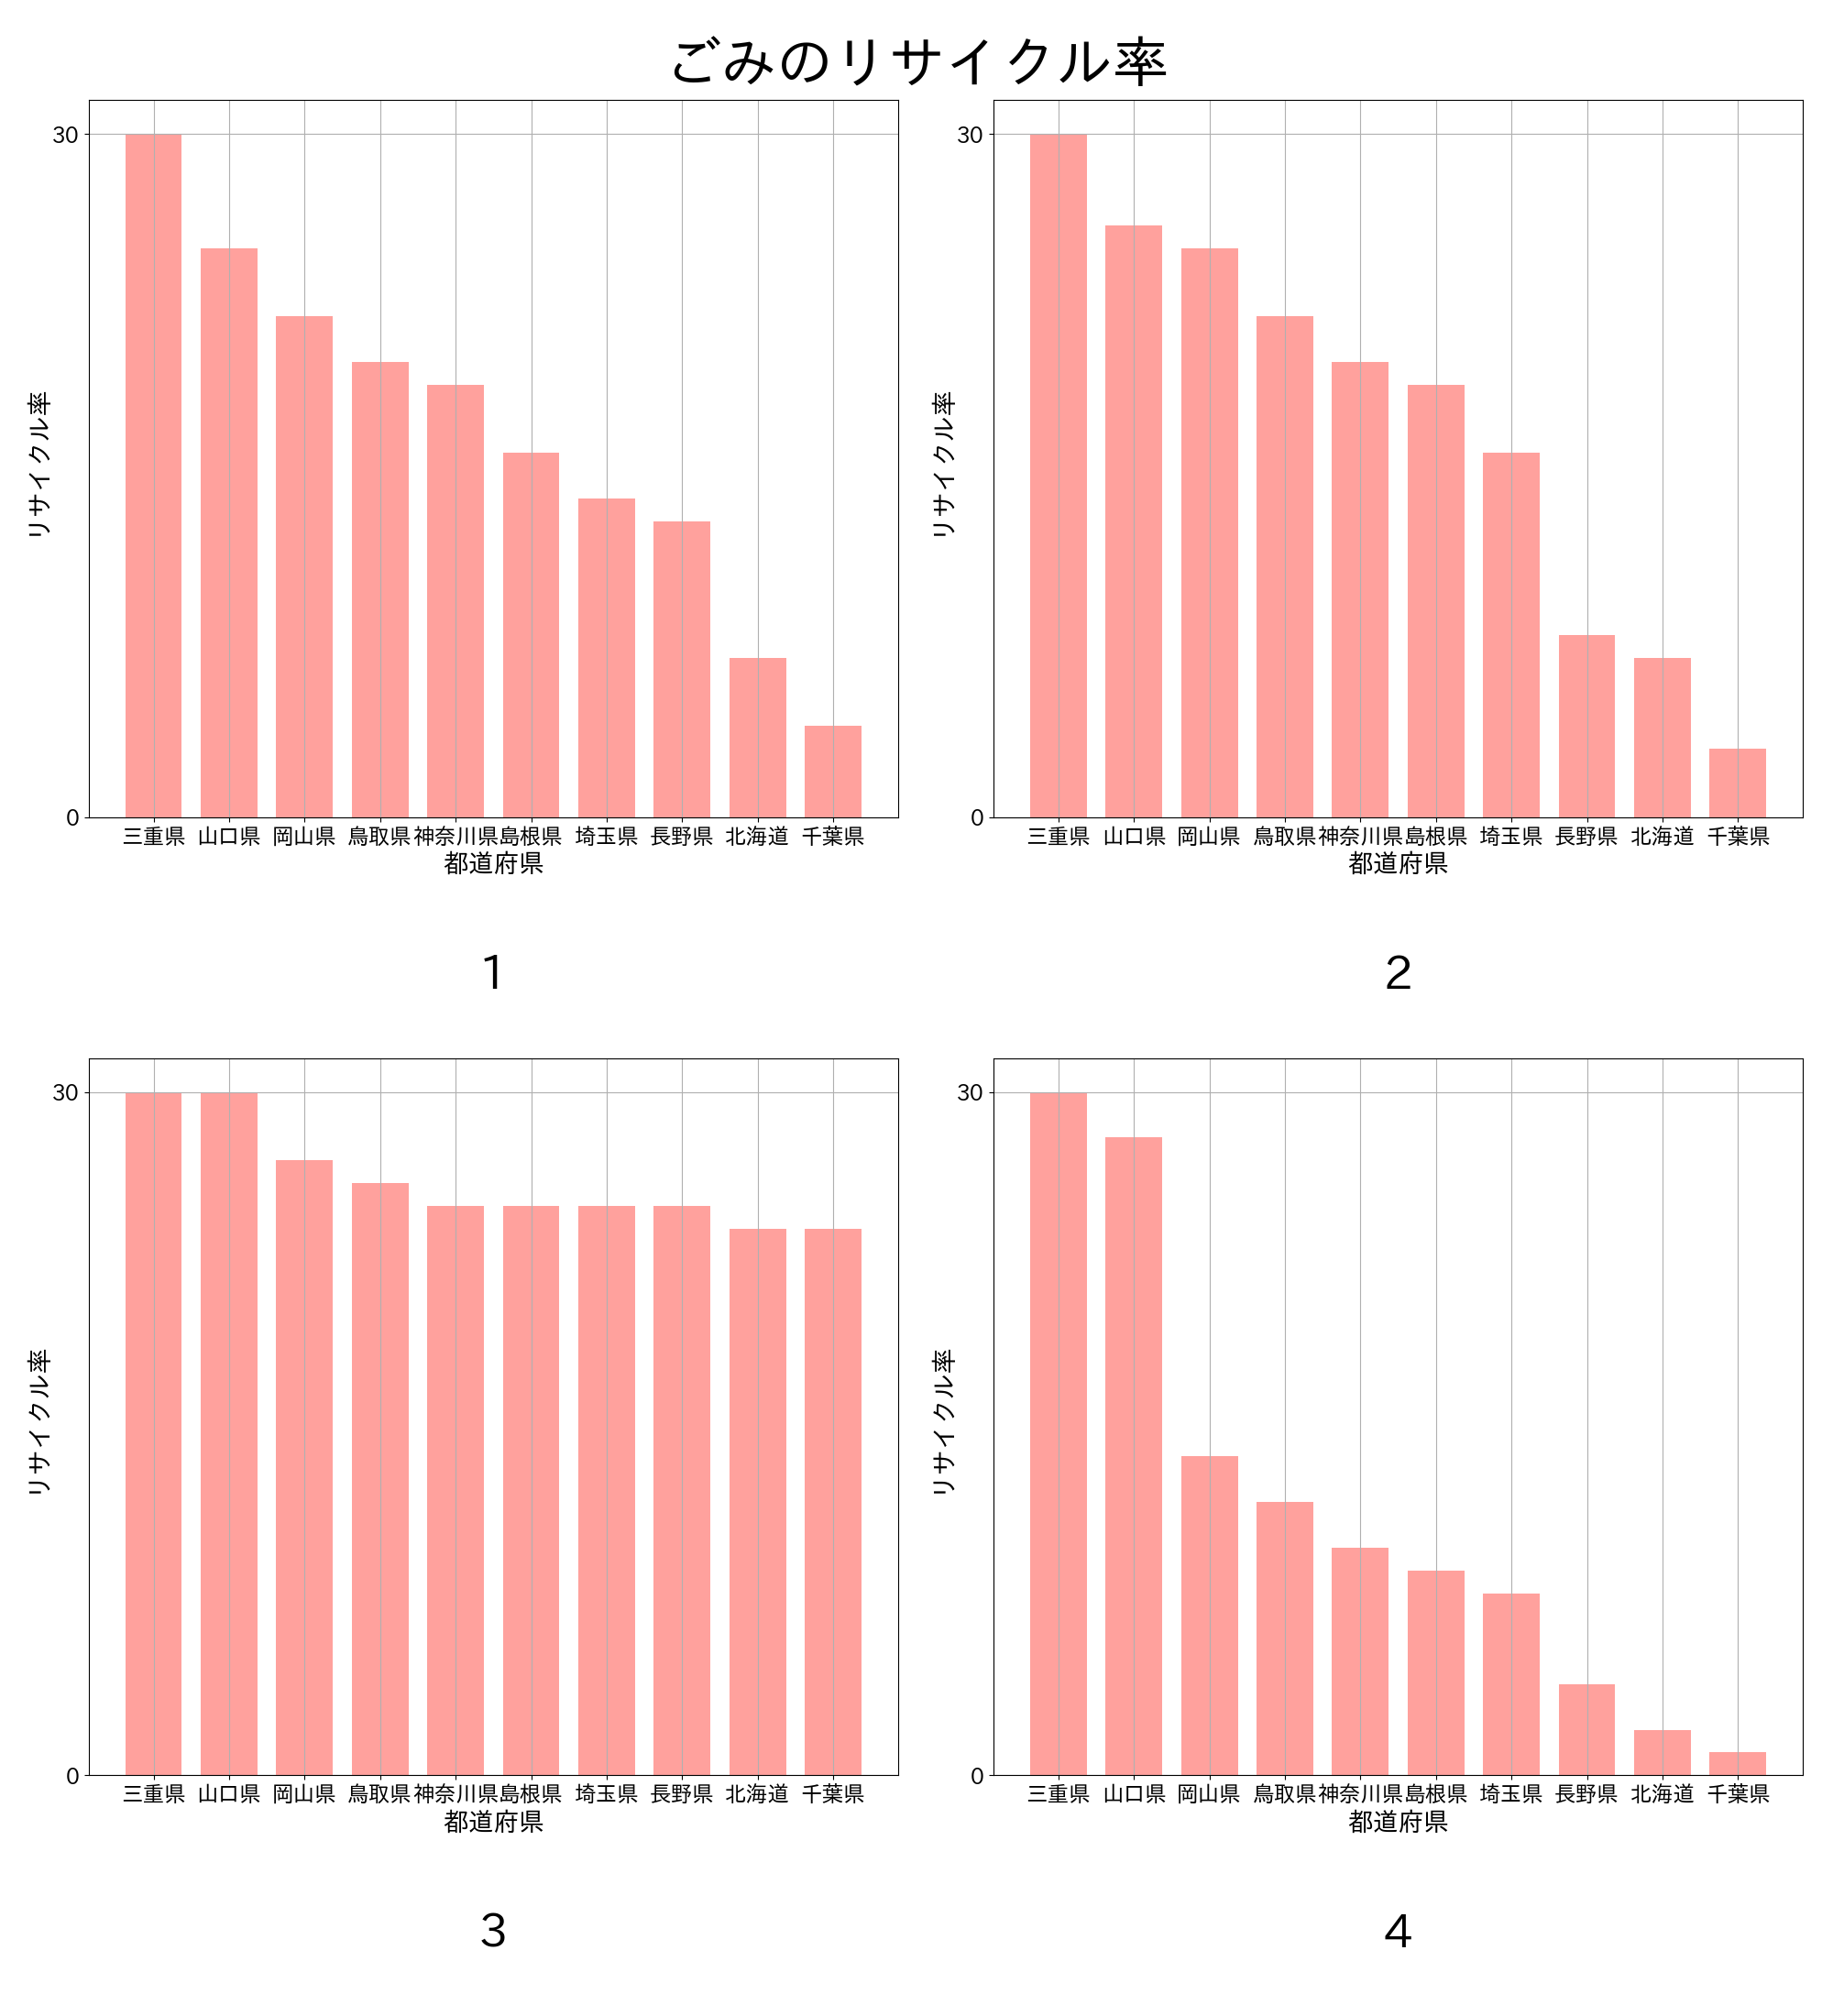 ごみのリサイクル率
30
0
リサイクル率
三重県 山口県 岡山県 鳥取県 神奈川県 島根県 埼玉県 長野県 北海道 千葉県
都道府県
1
30
0
リサイクル率
三重県 山口県 岡山県 鳥取県 神奈川県 島根県 埼玉県 長野県 北海道 千葉県
都道府県
2
30
0
リサイクル率
三重県 山口県 岡山県 鳥取県 神奈川県 島根県 埼玉県 長野県 北海道 千葉県
都道府県
3
30
0
リサイクル率
三重県 山口県 岡山県 鳥取県 神奈川県 島根県 埼玉県 長野県 北海道 千葉県
都道府県
4